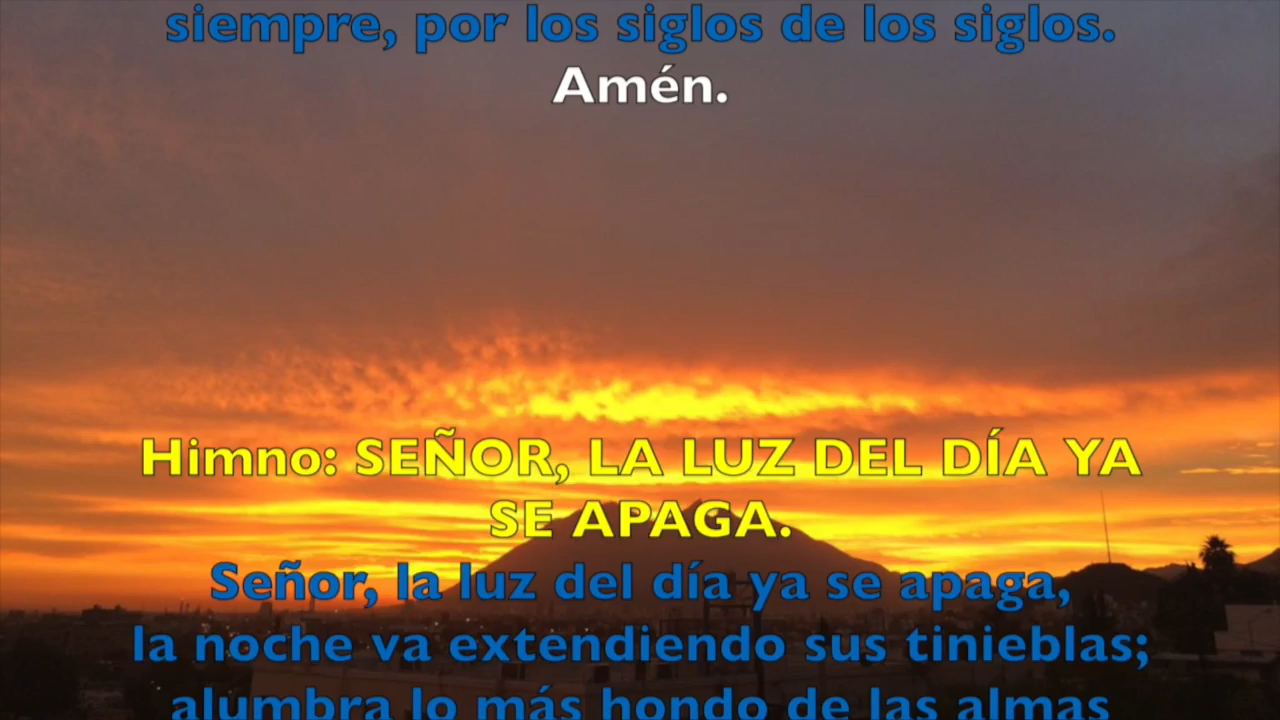 siempre, por los siglos de los siglos.
Amén.
Himno: SEÑOR, LA LUZ DEL DÍA YA
SE APAGA.
Señor, la luz del día ya se apaga,
la noche va extendiendo sus tinieblas;
alumbra lo más hondo de las almas